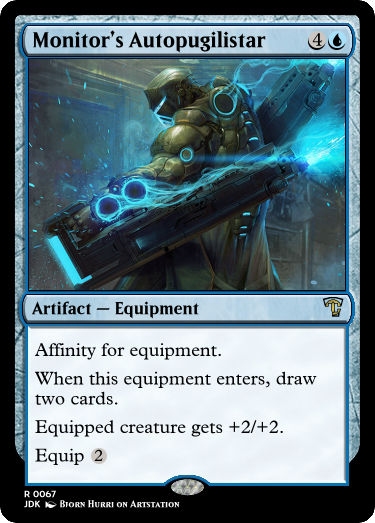 Monitor's Autopugilistar 4
Artifact — Equipment
Affinity for equipment.
When this equipment enters, draw
two cards.
Equipped creature gets +2/+2.
Equip 2
R 0067
JDK Bjorn Hurri on Artstation